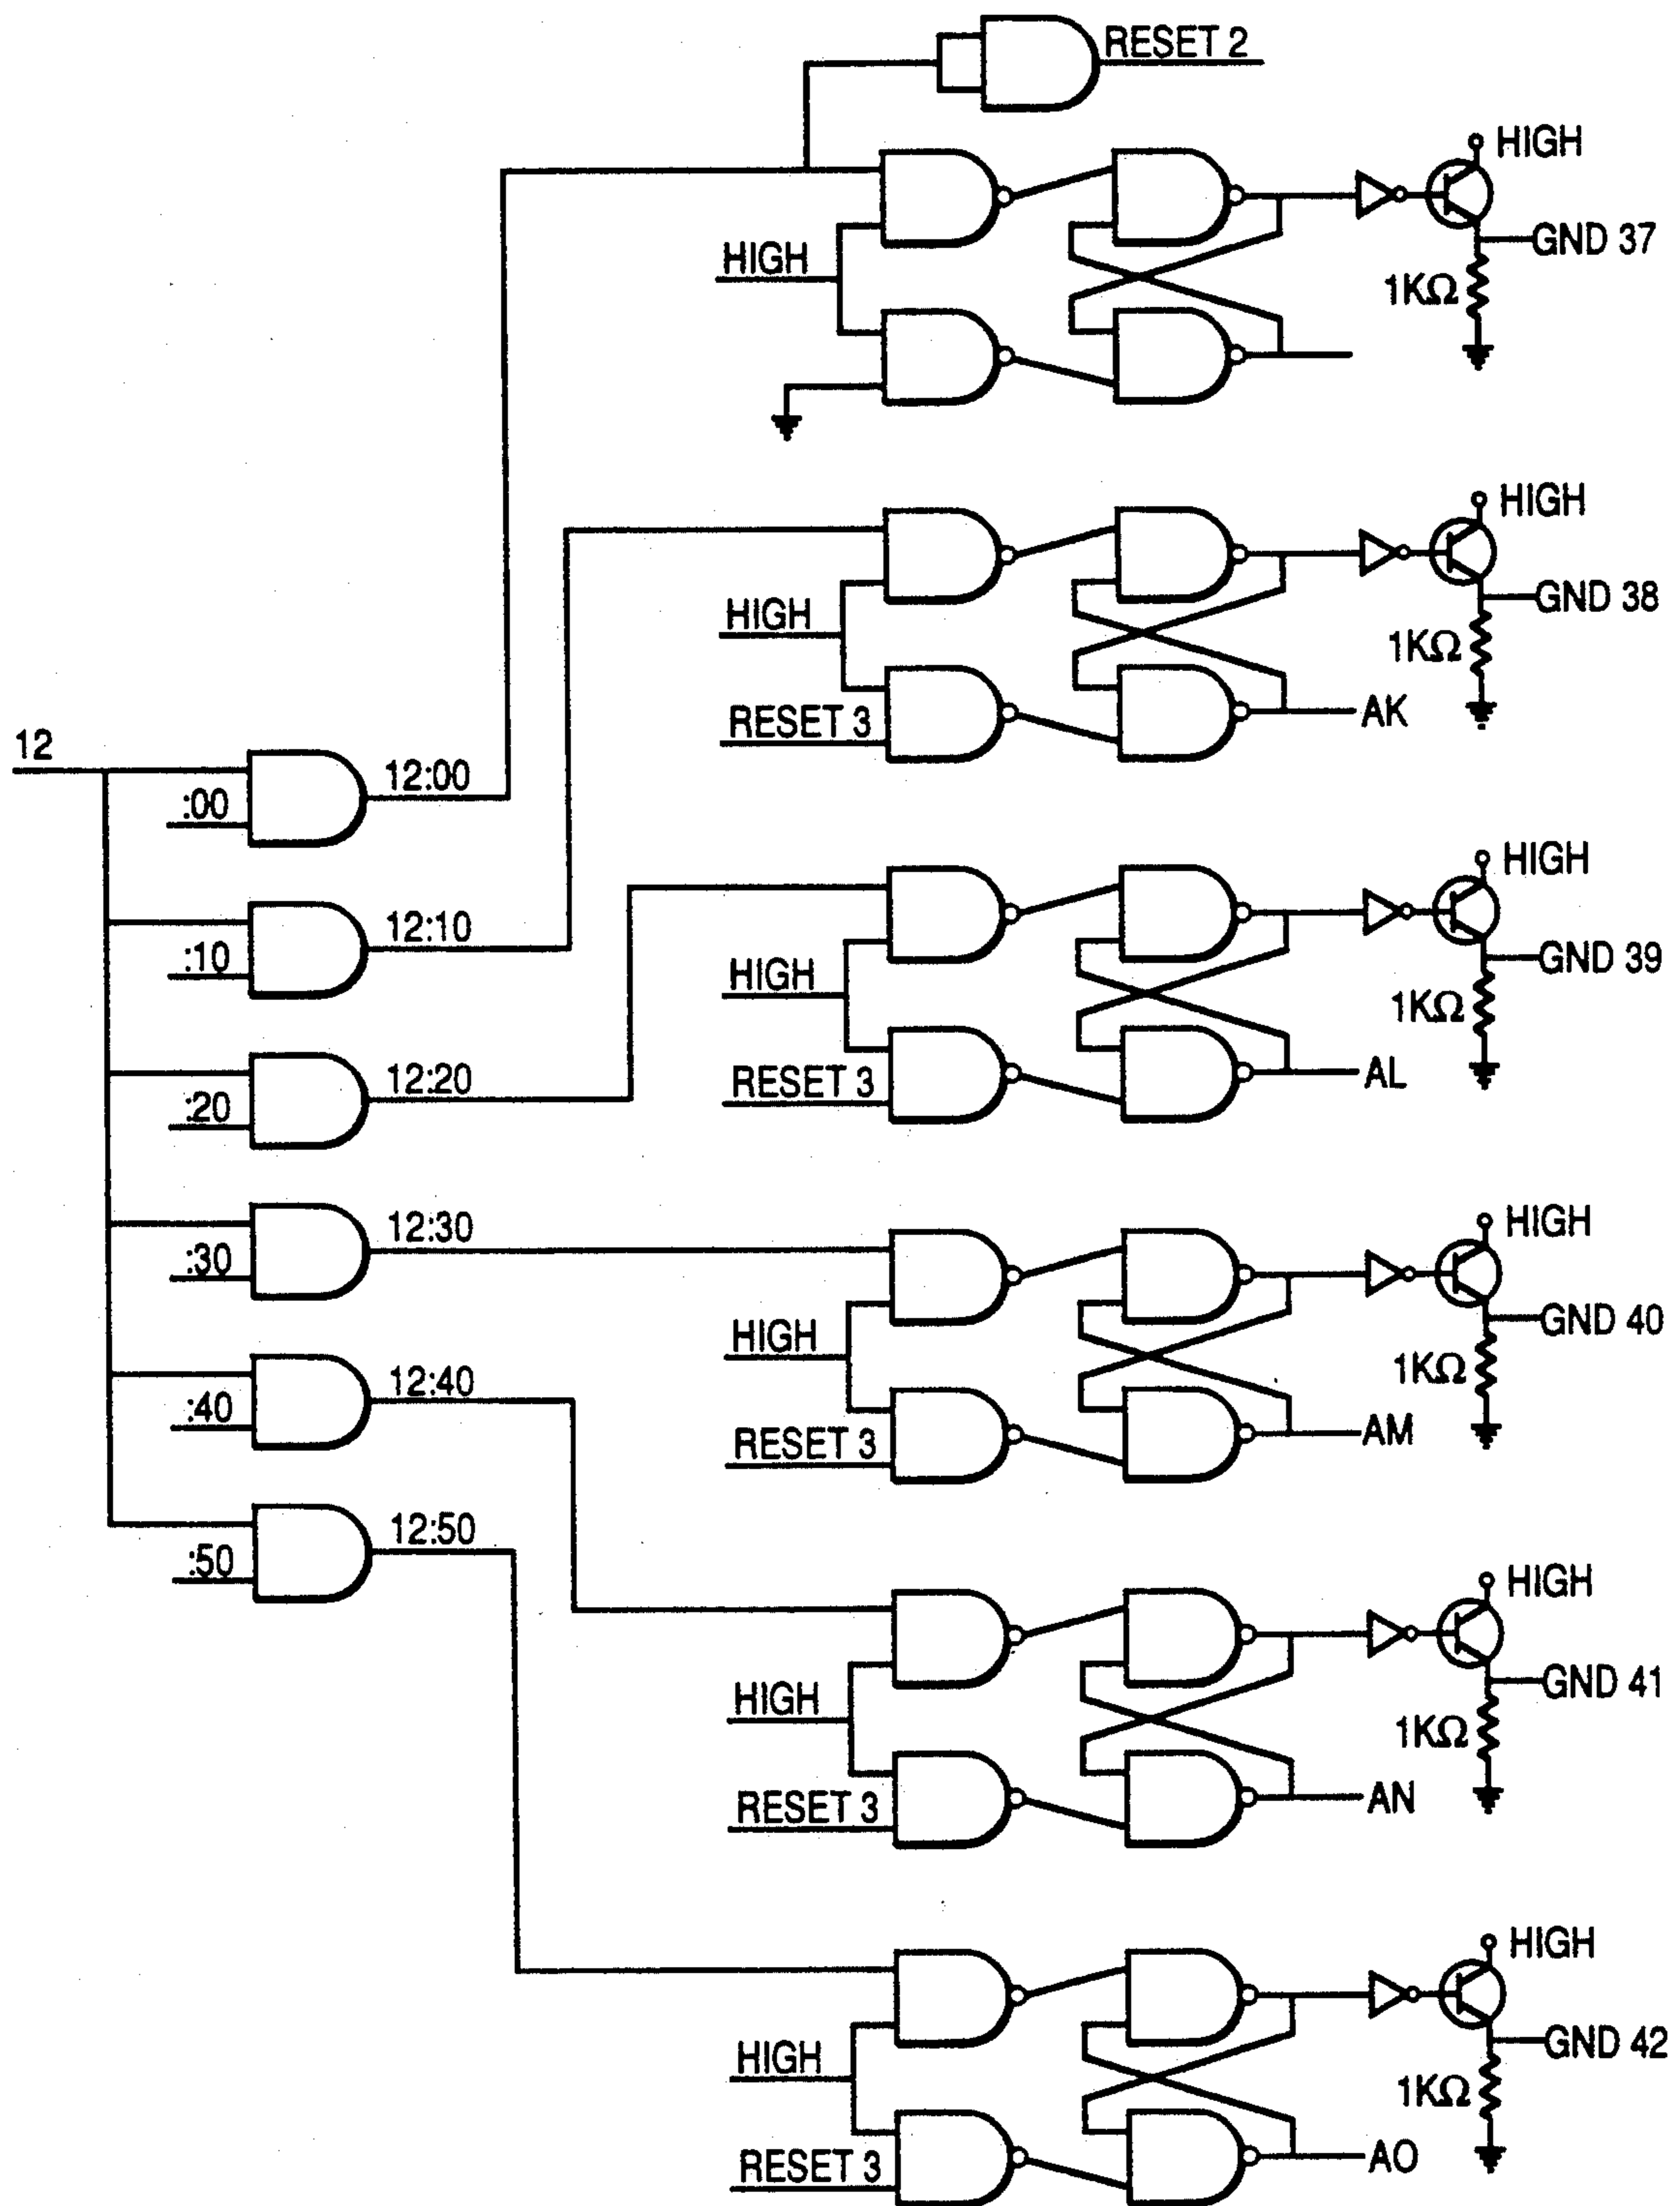 RESET 2
HIGH
GND 37
HIGH
1KΩ
HIGH
GND 38
HIGH
1KΩ
RESET 3
AK
12
12:00
:00
HIGH
12:10
:10
GND 39
HIGH
1KΩ
12:20
RESET 3
AL
:20
HIGH
12:30
:30
GND 40
HIGH
1KΩ
12:40
:40
RESET 3
AM
12:50
:50
HIGH
GND 41
HIGH
1KΩ
RESET 3
AN
HIGH
GND 42
HIGH
1KΩ
RESET 3
AO